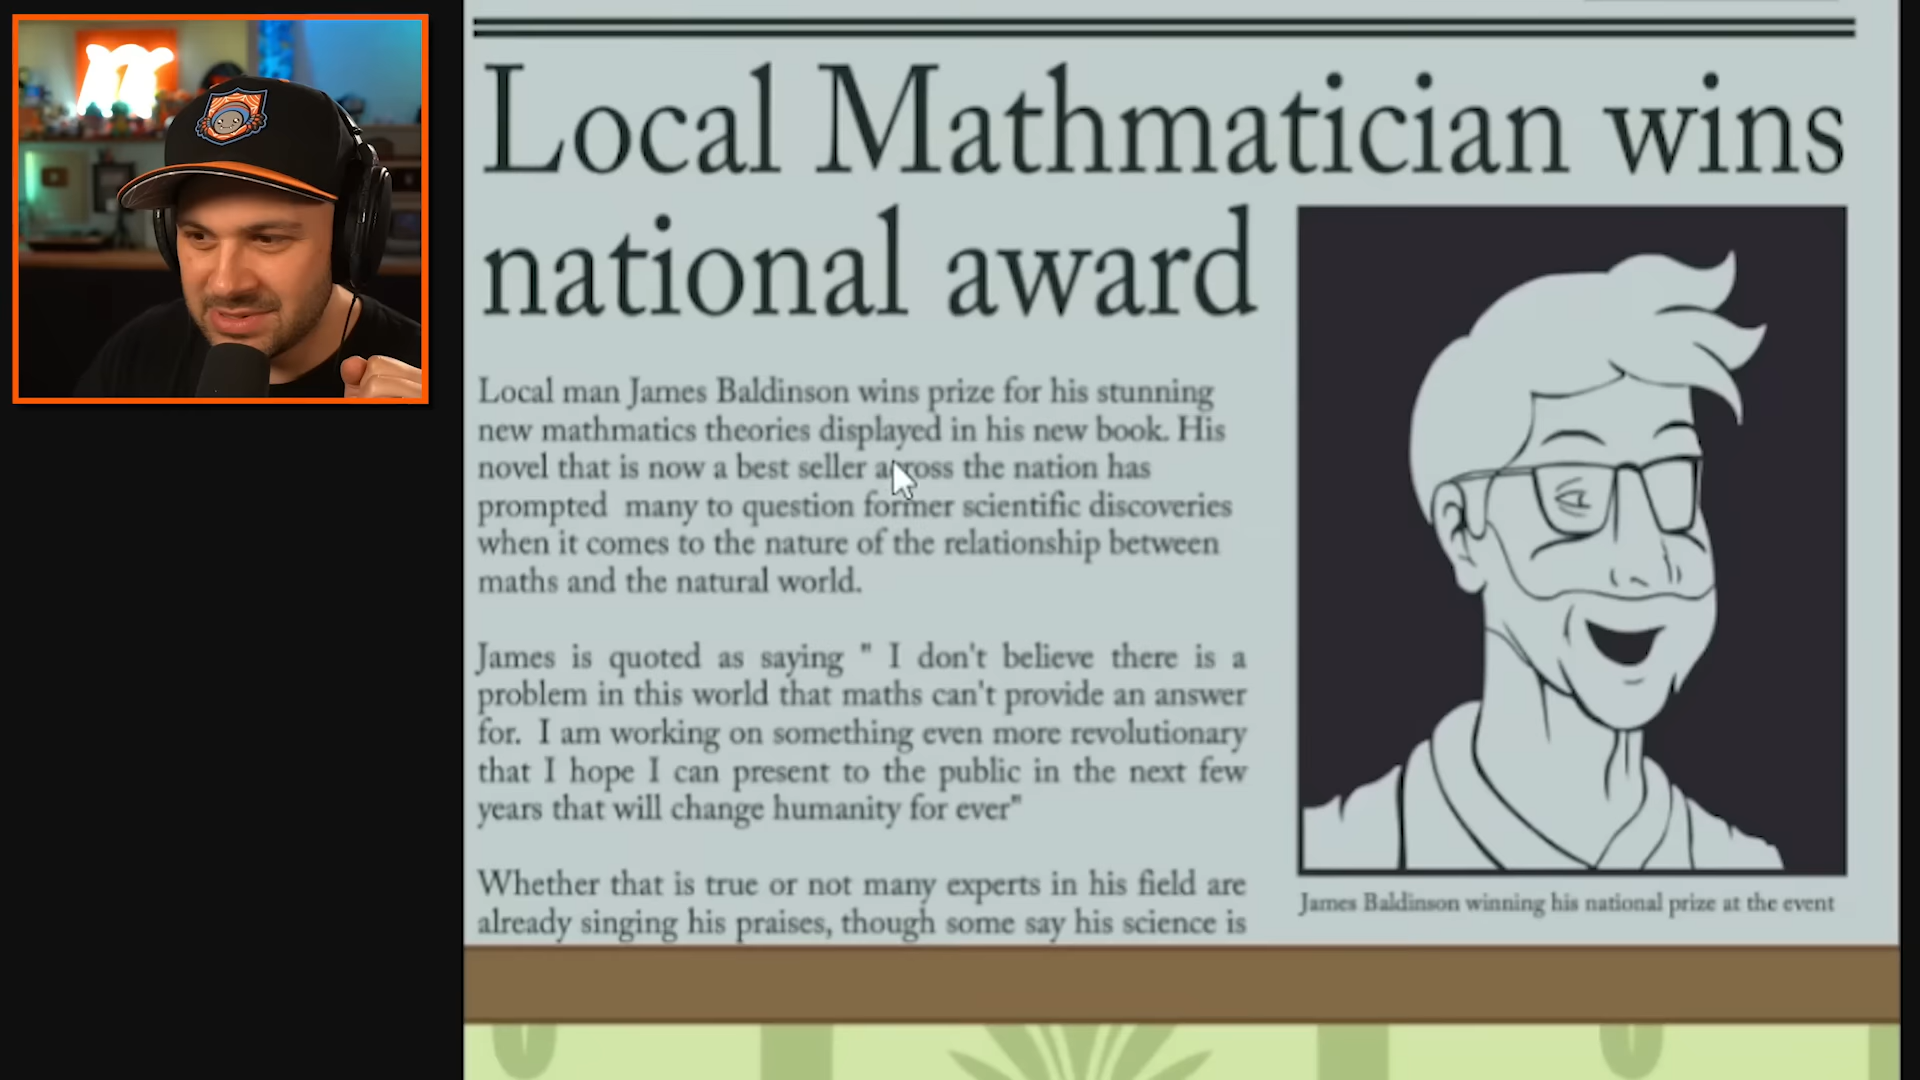 Local Mathmatician wins
national award
Local man James Baldinson wins prize for his stunning
new mathmatics theories displayed in his new book. His
novel that is now a best seller across the nation has
prompted many to question former scientific discoveries
when it comes to the nature of the relationship between
maths and the natural world.
James is quoted as saying " I don't believe there is a
problem in this world that maths can't provide an answer
for. I am working on something even more revolutionary
that I hope I can present to the public in the next few
years that will change humanity for ever"
Whether that is true or not many experts in his field are
already singing his praises, though some say his science is
James Baldinson winning his national prize at the event